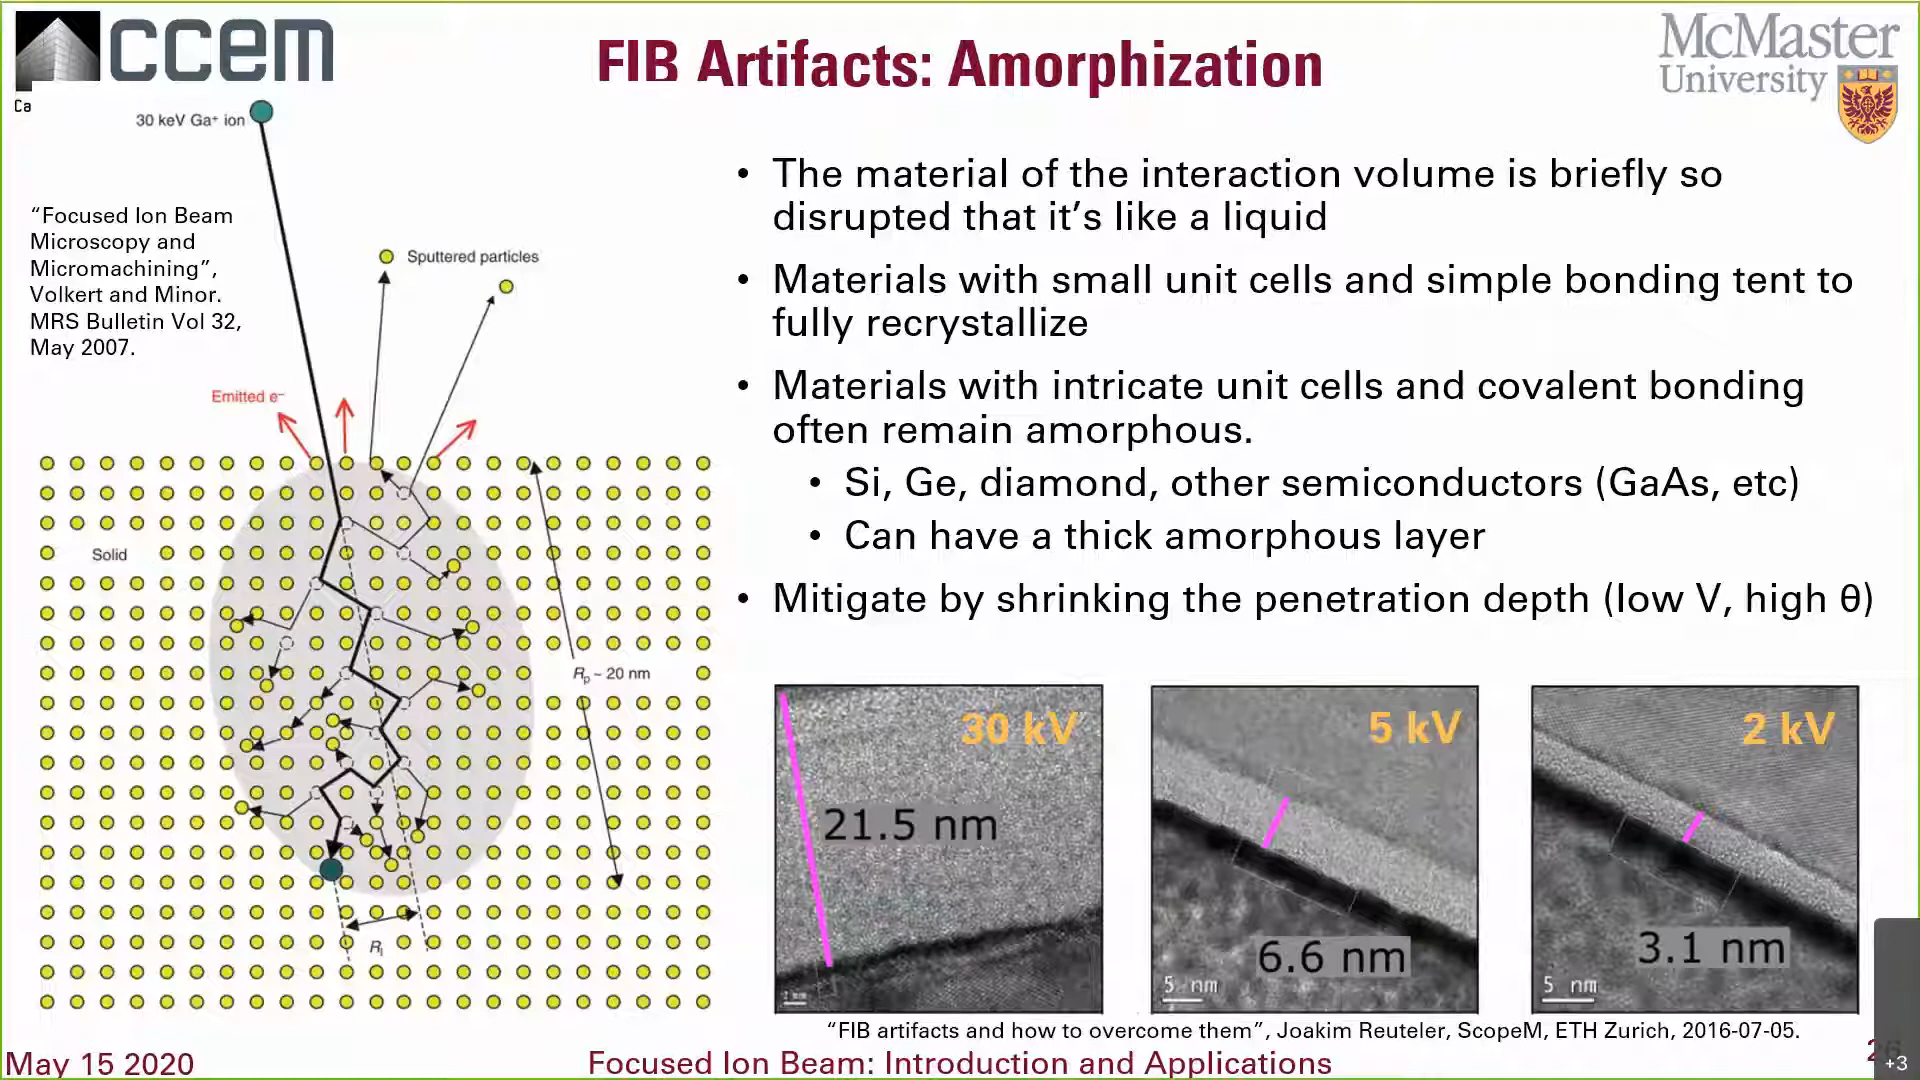 ccem
FIB Artifacts: Amorphization
McMaster
University
Ca
30 keV Ga⁺ ion
“Focused Ion Beam
Microscopy and
Micromachining”,
Volkert and Minor.
MRS Bulletin Vol 32,
May 2007.
Sputtered particles
Emitted e⁻
Solid
Rp ~ 20 nm
Rl
• The material of the interaction volume is briefly so
disrupted that it’s like a liquid
• Materials with small unit cells and simple bonding tent to
fully recrystallize
• Materials with intricate unit cells and covalent bonding
often remain amorphous.
• Si, Ge, diamond, other semiconductors (GaAs, etc)
• Can have a thick amorphous layer
• Mitigate by shrinking the penetration depth (low V, high θ)
30 kV
21.5 nm
5 kV
6.6 nm
5 nm
2 kV
3.1 nm
5 nm
“FIB artifacts and how to overcome them”, Joakim Reuteler, ScopeM, ETH Zurich, 2016-07-05.
May 15 2020
Focused Ion Beam: Introduction and Applications
+3